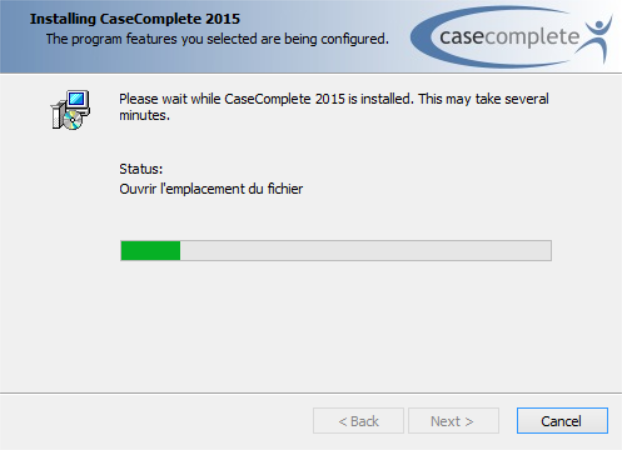 Installing CaseComplete 2015
The program features you selected are being configured.
casecomplete
Please wait while CaseComplete 2015 is installed. This may take several
minutes.
Status:
Ouvrir l'emplacement du fichier
< Back
Next >
Cancel